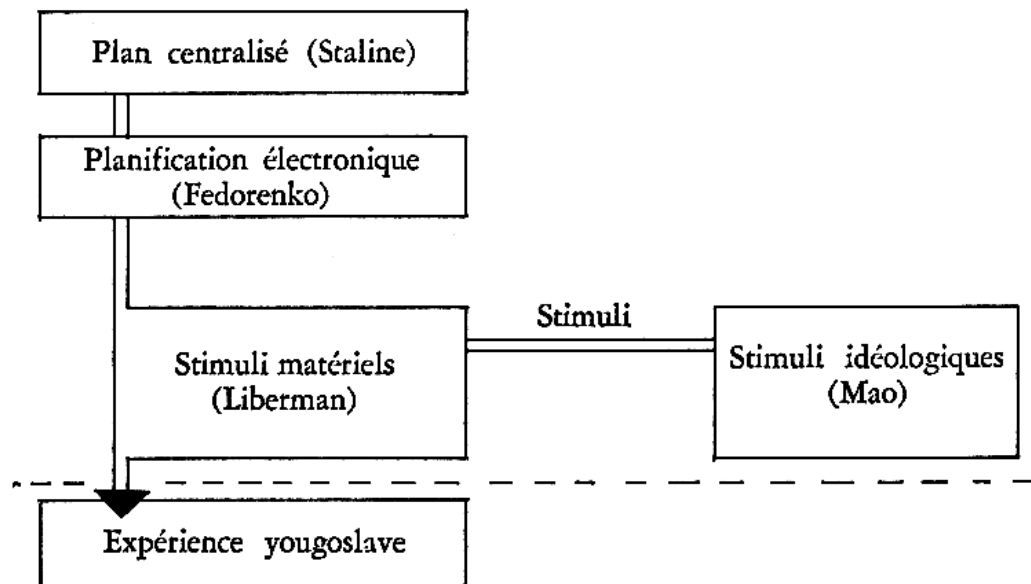 Plan centralisé (Staline)
Planification électronique
(Fedorenko)
Stimuli
Stimuli matériels
(Liberman)
Stimuli idéologiques
(Mao)
Expérience yougoslave